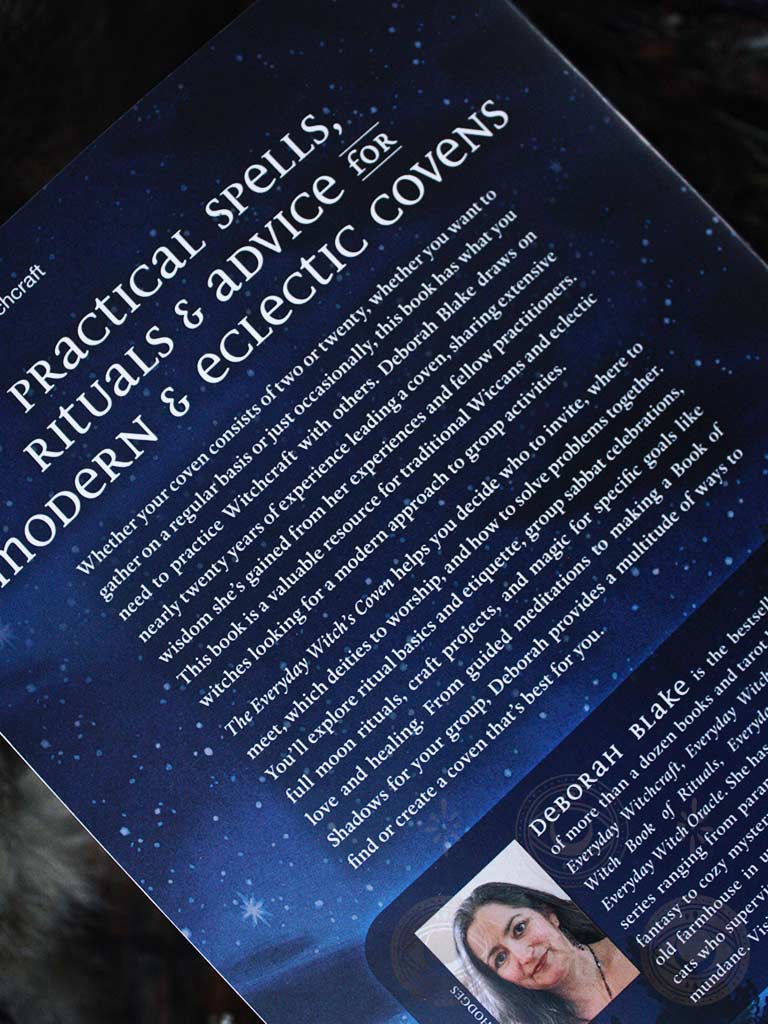 chcraft
PRACTICAL SPELLS,
RITUALS & ADVICE FOR
MODERN & ECLECTIC COVENS
Whether your coven consists of two or twenty, whether you want to
gather on a regular basis or just occasionally, this book has what you
need to practice Witchcraft with others. Deborah Blake draws on
nearly twenty years of experience leading a coven, sharing extensive
wisdom she's gained from her experiences and fellow practitioners.
This book is a valuable resource for traditional Wiccans and eclectic
witches looking for a modern approach to group activities.
The Everyday Witch's Coven helps you decide who to invite, where to
meet, which deities to worship, and how to solve problems together.
You'll explore ritual basics and etiquette, group sabbat celebrations,
full moon rituals, craft projects, and magic for specific goals like
love and healing. From guided meditations to making a Book of
Shadows for your group, Deborah provides a multitude of ways to
find or create a coven that's best for you.
DEBORAH BLAKE is the bestsell
of more than a dozen books and tarot
Everyday Witchcraft, Everyday Witch
Witch Book of Rituals, Everyday
Everyday Witch Oracle. She has
series ranging from para
fantasy to cozy myster
old farmhouse in u
cats who supervi
mundane. Vis
HODGES